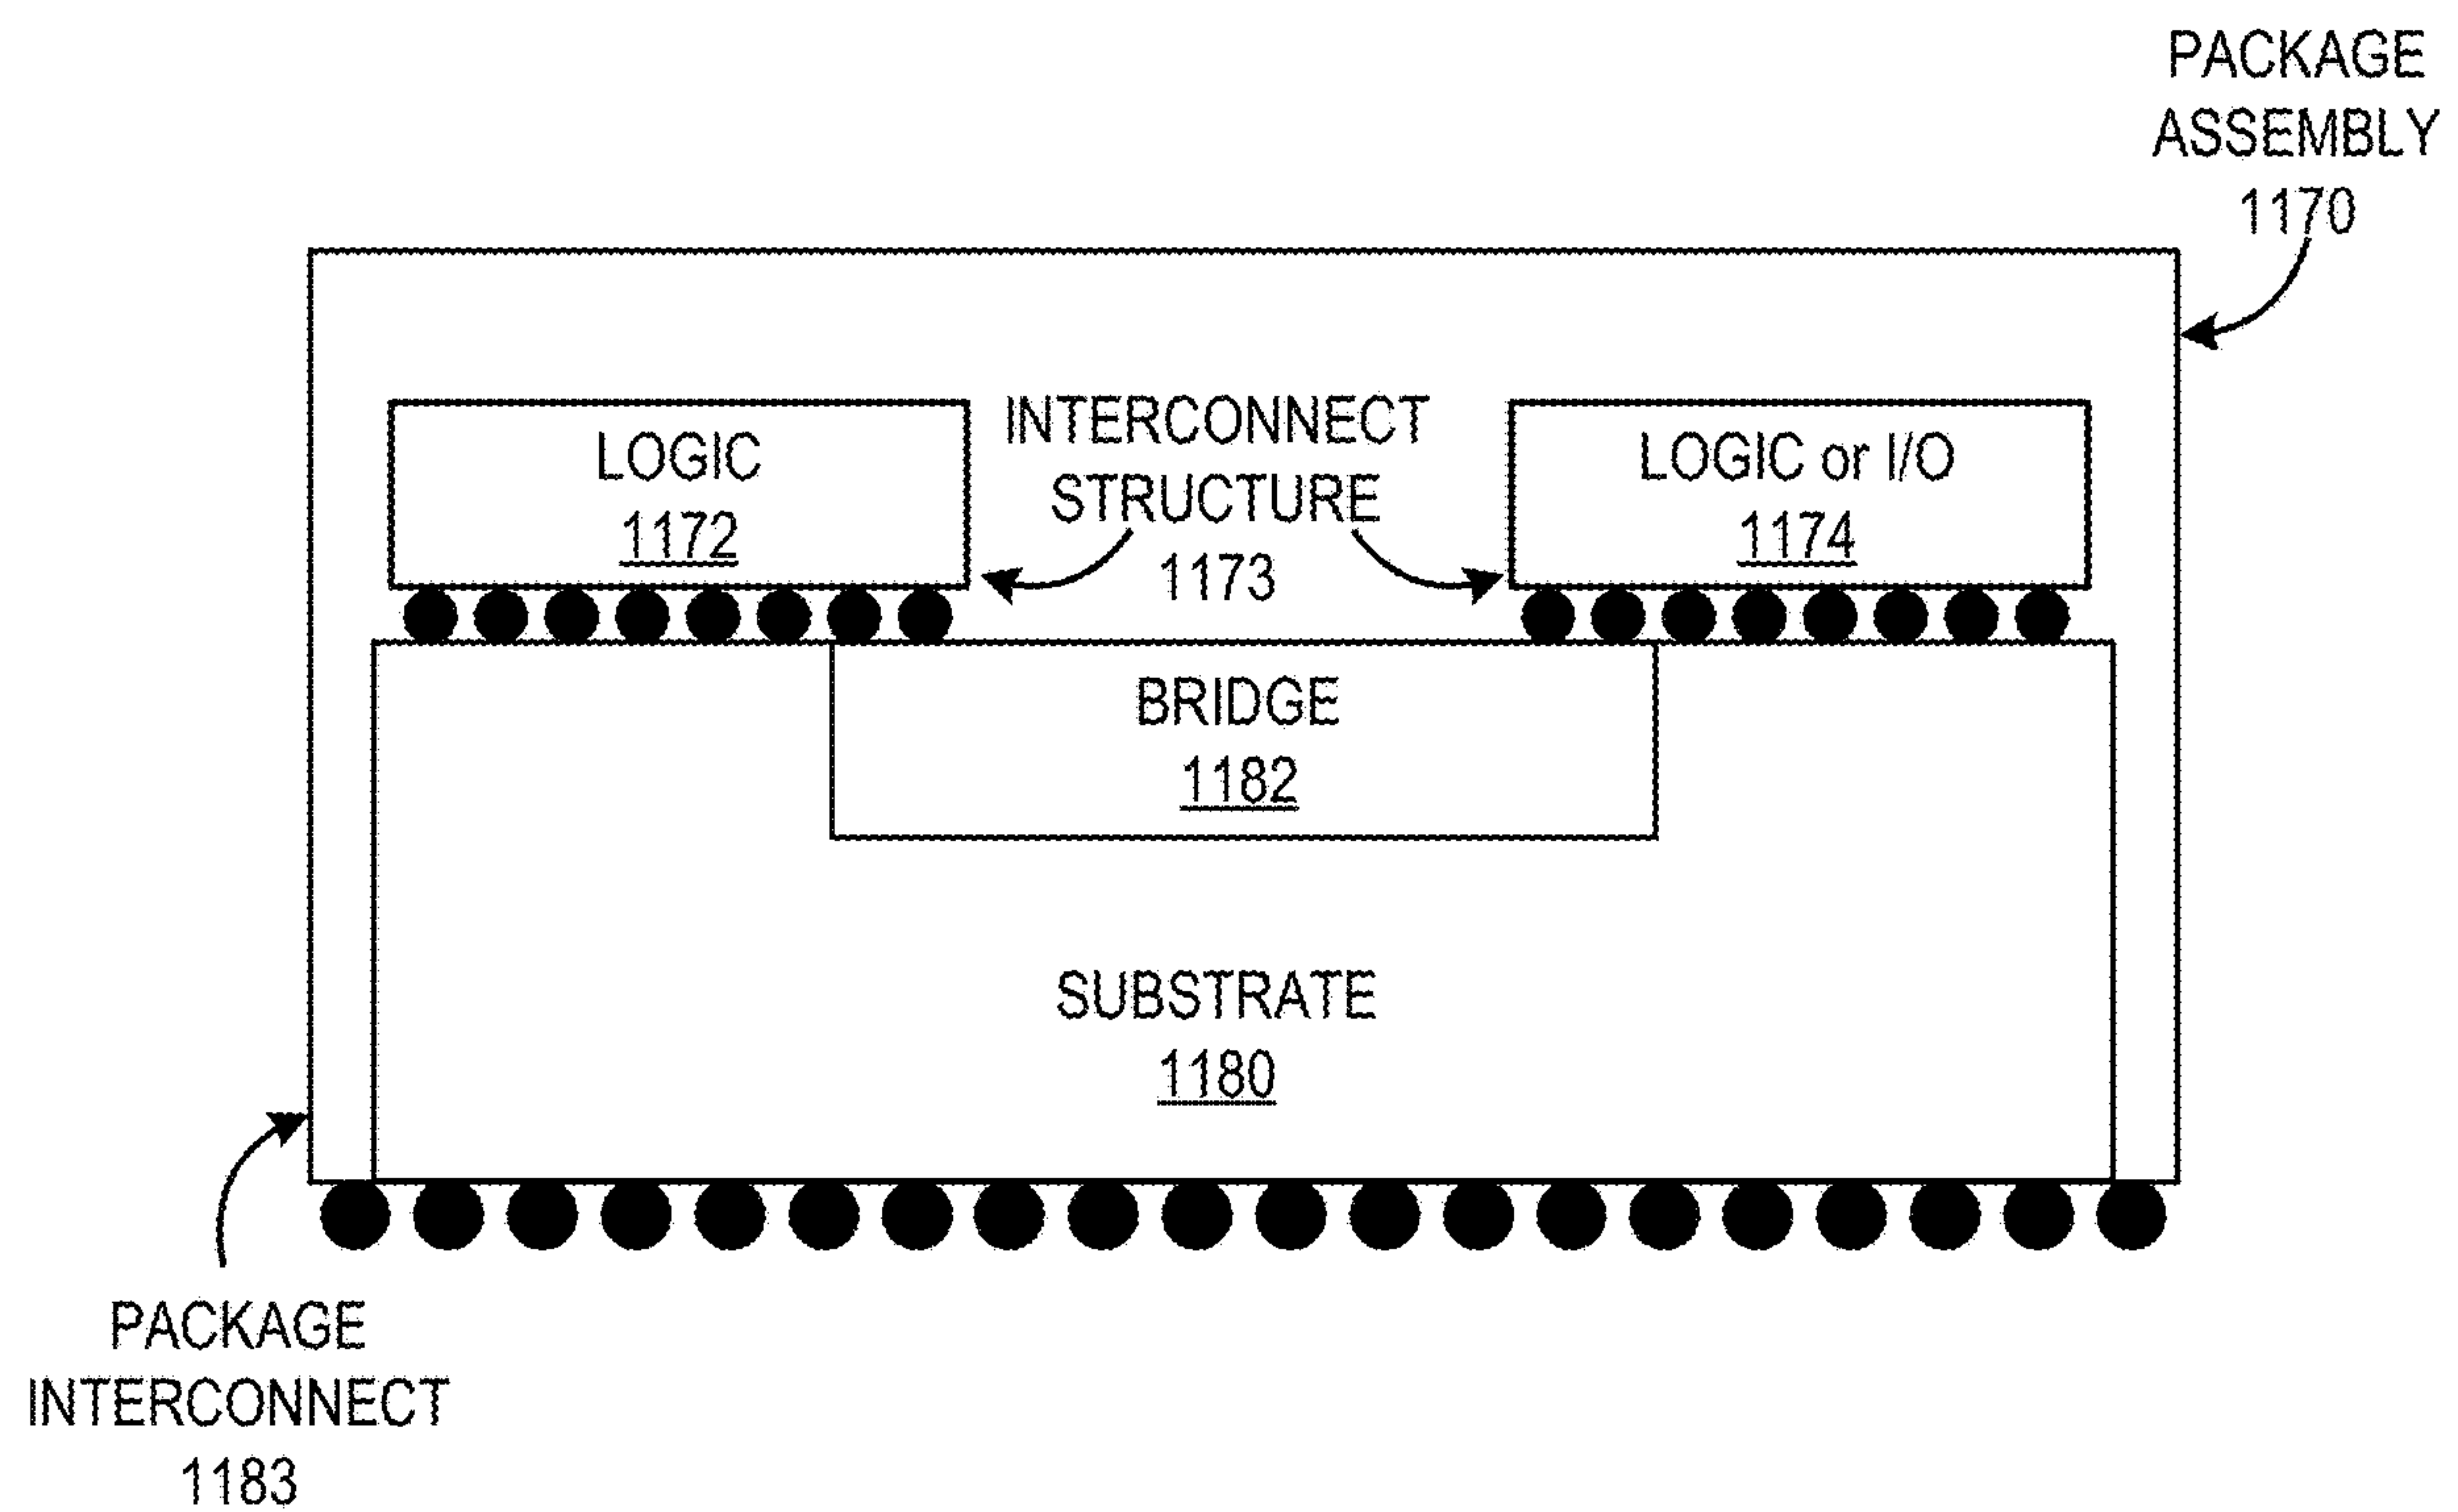 PACKAGE
ASSEMBLY
1170
LOGIC
1172
INTERCONNECT
STRUCTURE
1173
LOGIC or I/O
1174
BRIDGE
1182
SUBSTRATE
1180
PACKAGE
INTERCONNECT
1183